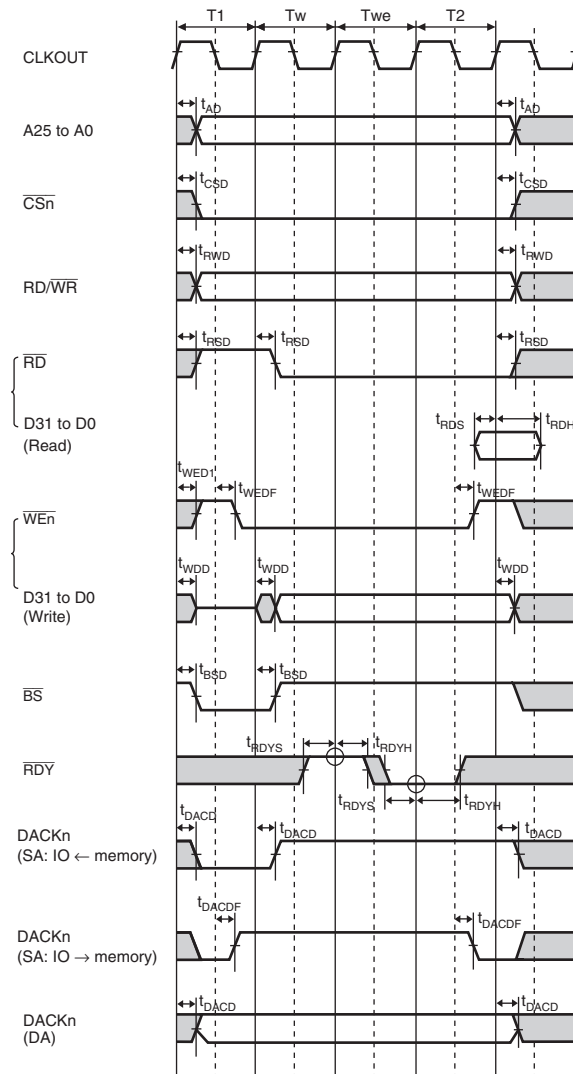 T1 Tw Twe T2
CLKOUT
tAD tAD
A25 to A0
tCSD tCSD
CSn
tRWD tRWD
RD/WR
tRSD tRSD tRSD
RD
tRDS tRDH
D31 to D0
(Read)
tWED1 tWEDF tWEDF
WEn
tWDD tWDD tWDD
D31 to D0
(Write)
tBSD tBSD
BS
tRDYS tRDYH
RDY
tRDYS tRDYH
tDACD tDACD tDACD
DACKn
(SA: IO ← memory)
tDACDF tDACDF
DACKn
(SA: IO → memory)
tDACD tDACD
DACKn
(DA)